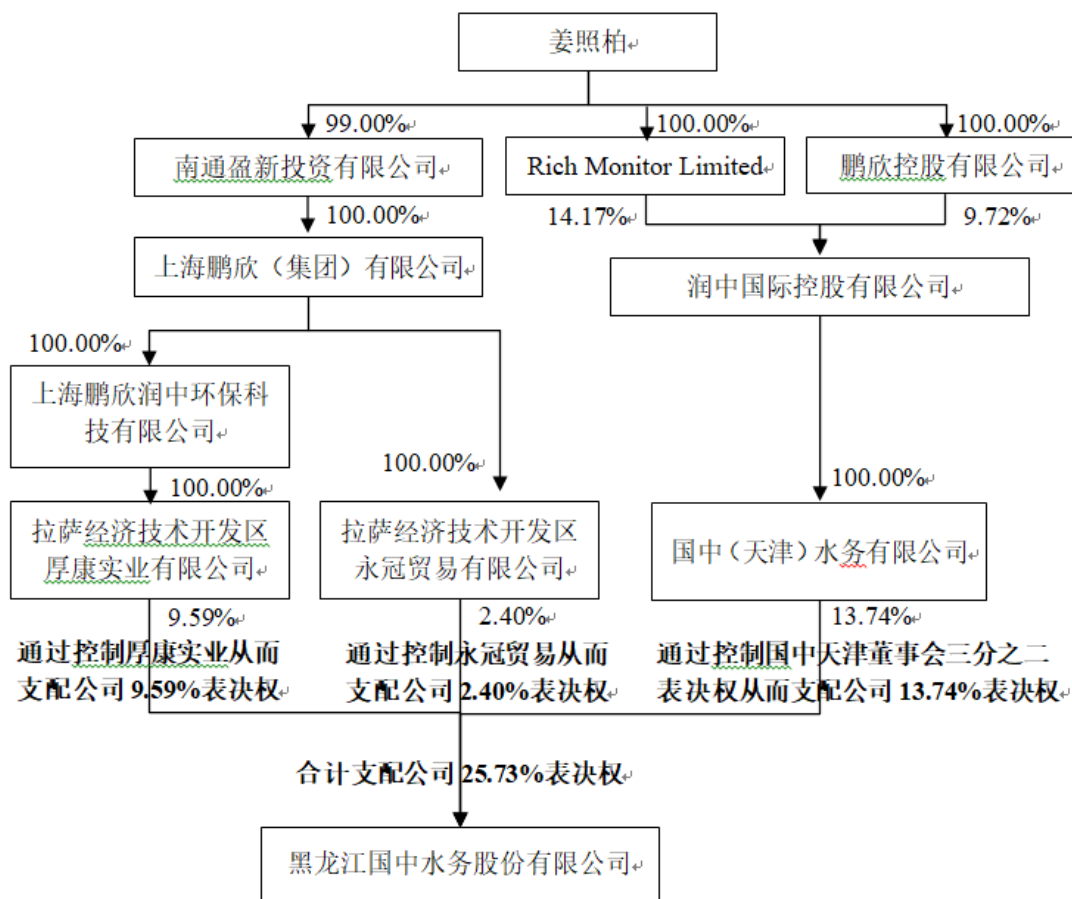 姜照柏
99.00%
100.00%
100.00%
南通盈新投资有限公司
Rich Monitor Limited
鹏欣控股有限公司
100.00%
14.17%
9.72%
上海鹏欣（集团）有限公司
润中国际控股有限公司
100.00%
上海鹏欣润中环保科
技有限公司
100.00%
100.00%
100.00%
拉萨经济技术开发区
厚康实业有限公司
拉萨经济技术开发区
永冠贸易有限公司
国中（天津）水务有限公司
9.59%
2.40%
13.74%
通过控制厚康实业从而
支配公司 9.59%表决权
通过控制永冠贸易从而
支配公司 2.40%表决权
通过控制国中天津董事会三分之二
表决权从而支配公司 13.74%表决权
合计支配公司 25.73%表决权
黑龙江国中水务股份有限公司